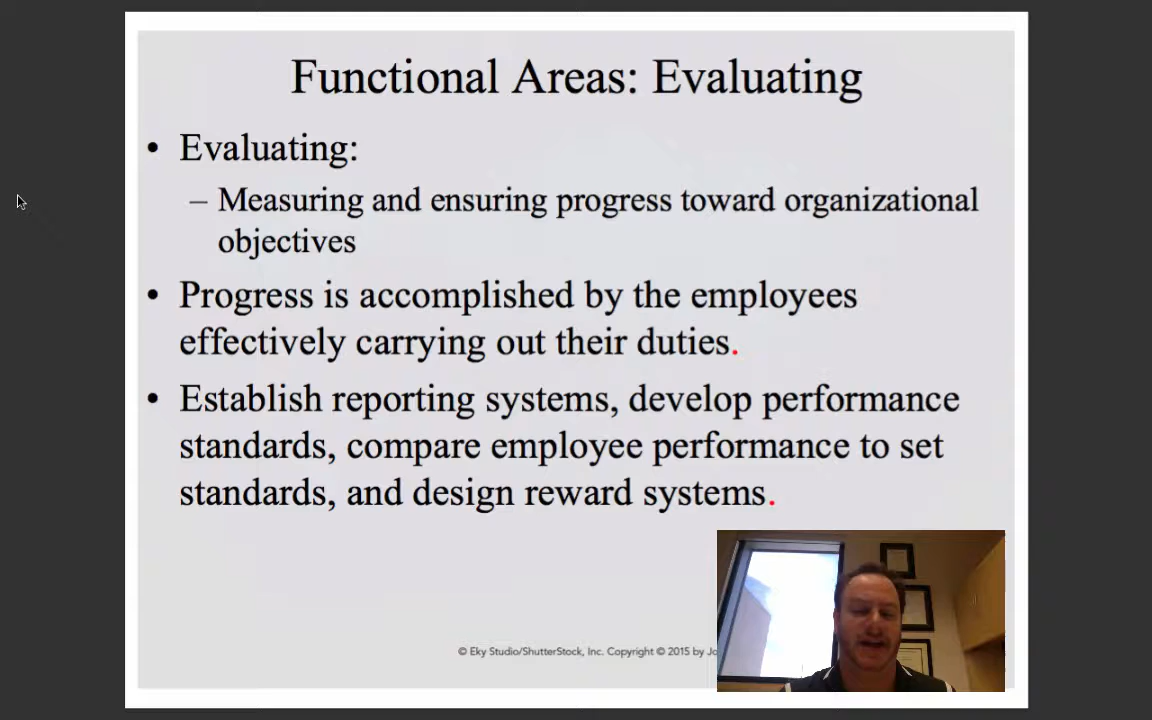 Functional Areas: Evaluating
• Evaluating:
– Measuring and ensuring progress toward organizational
objectives
• Progress is accomplished by the employees
effectively carrying out their duties.
• Establish reporting systems, develop performance
standards, compare employee performance to set
standards, and design reward systems.
© Eky Studio/ShutterStock, Inc. Copyright © 2015 by